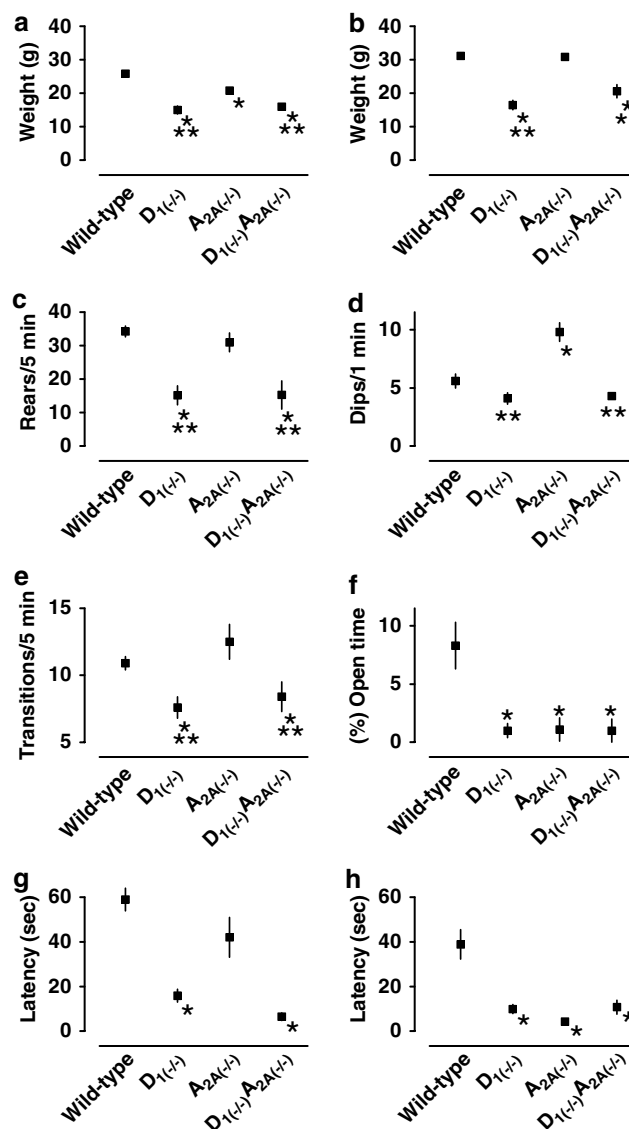 a
Weight (g)
40
30
20
10
0
*
**
*
*
**
Wild-type
D1(-/-)
A2A(-/-)
D1(-/-)A2A(-/-)
b
Weight (g)
40
30
20
10
0
*
**
*
*
Wild-type
D1(-/-)
A2A(-/-)
D1(-/-)A2A(-/-)
c
Rears/5 min
40
30
20
10
0
*
**
*
**
Wild-type
D1(-/-)
A2A(-/-)
D1(-/-)A2A(-/-)
d
Dips/1 min
10
5
0
**
*
**
Wild-type
D1(-/-)
A2A(-/-)
D1(-/-)A2A(-/-)
e
Transitions/5 min
15
10
5
*
**
*
**
Wild-type
D1(-/-)
A2A(-/-)
D1(-/-)A2A(-/-)
f
(%) Open time
10
5
0
*
*
*
Wild-type
D1(-/-)
A2A(-/-)
D1(-/-)A2A(-/-)
g
Latency (sec)
60
40
20
0
*
*
Wild-type
D1(-/-)
A2A(-/-)
D1(-/-)A2A(-/-)
h
Latency (sec)
60
40
20
0
*
*
*
Wild-type
D1(-/-)
A2A(-/-)
D1(-/-)A2A(-/-)